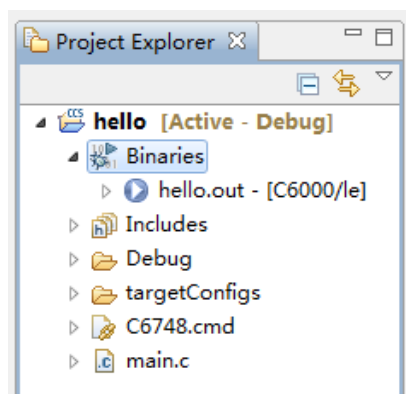 Project Explorer
hello [Active - Debug]
Binaries
hello.out - [C6000/le]
Includes
Debug
targetConfigs
C6748.cmd
main.c